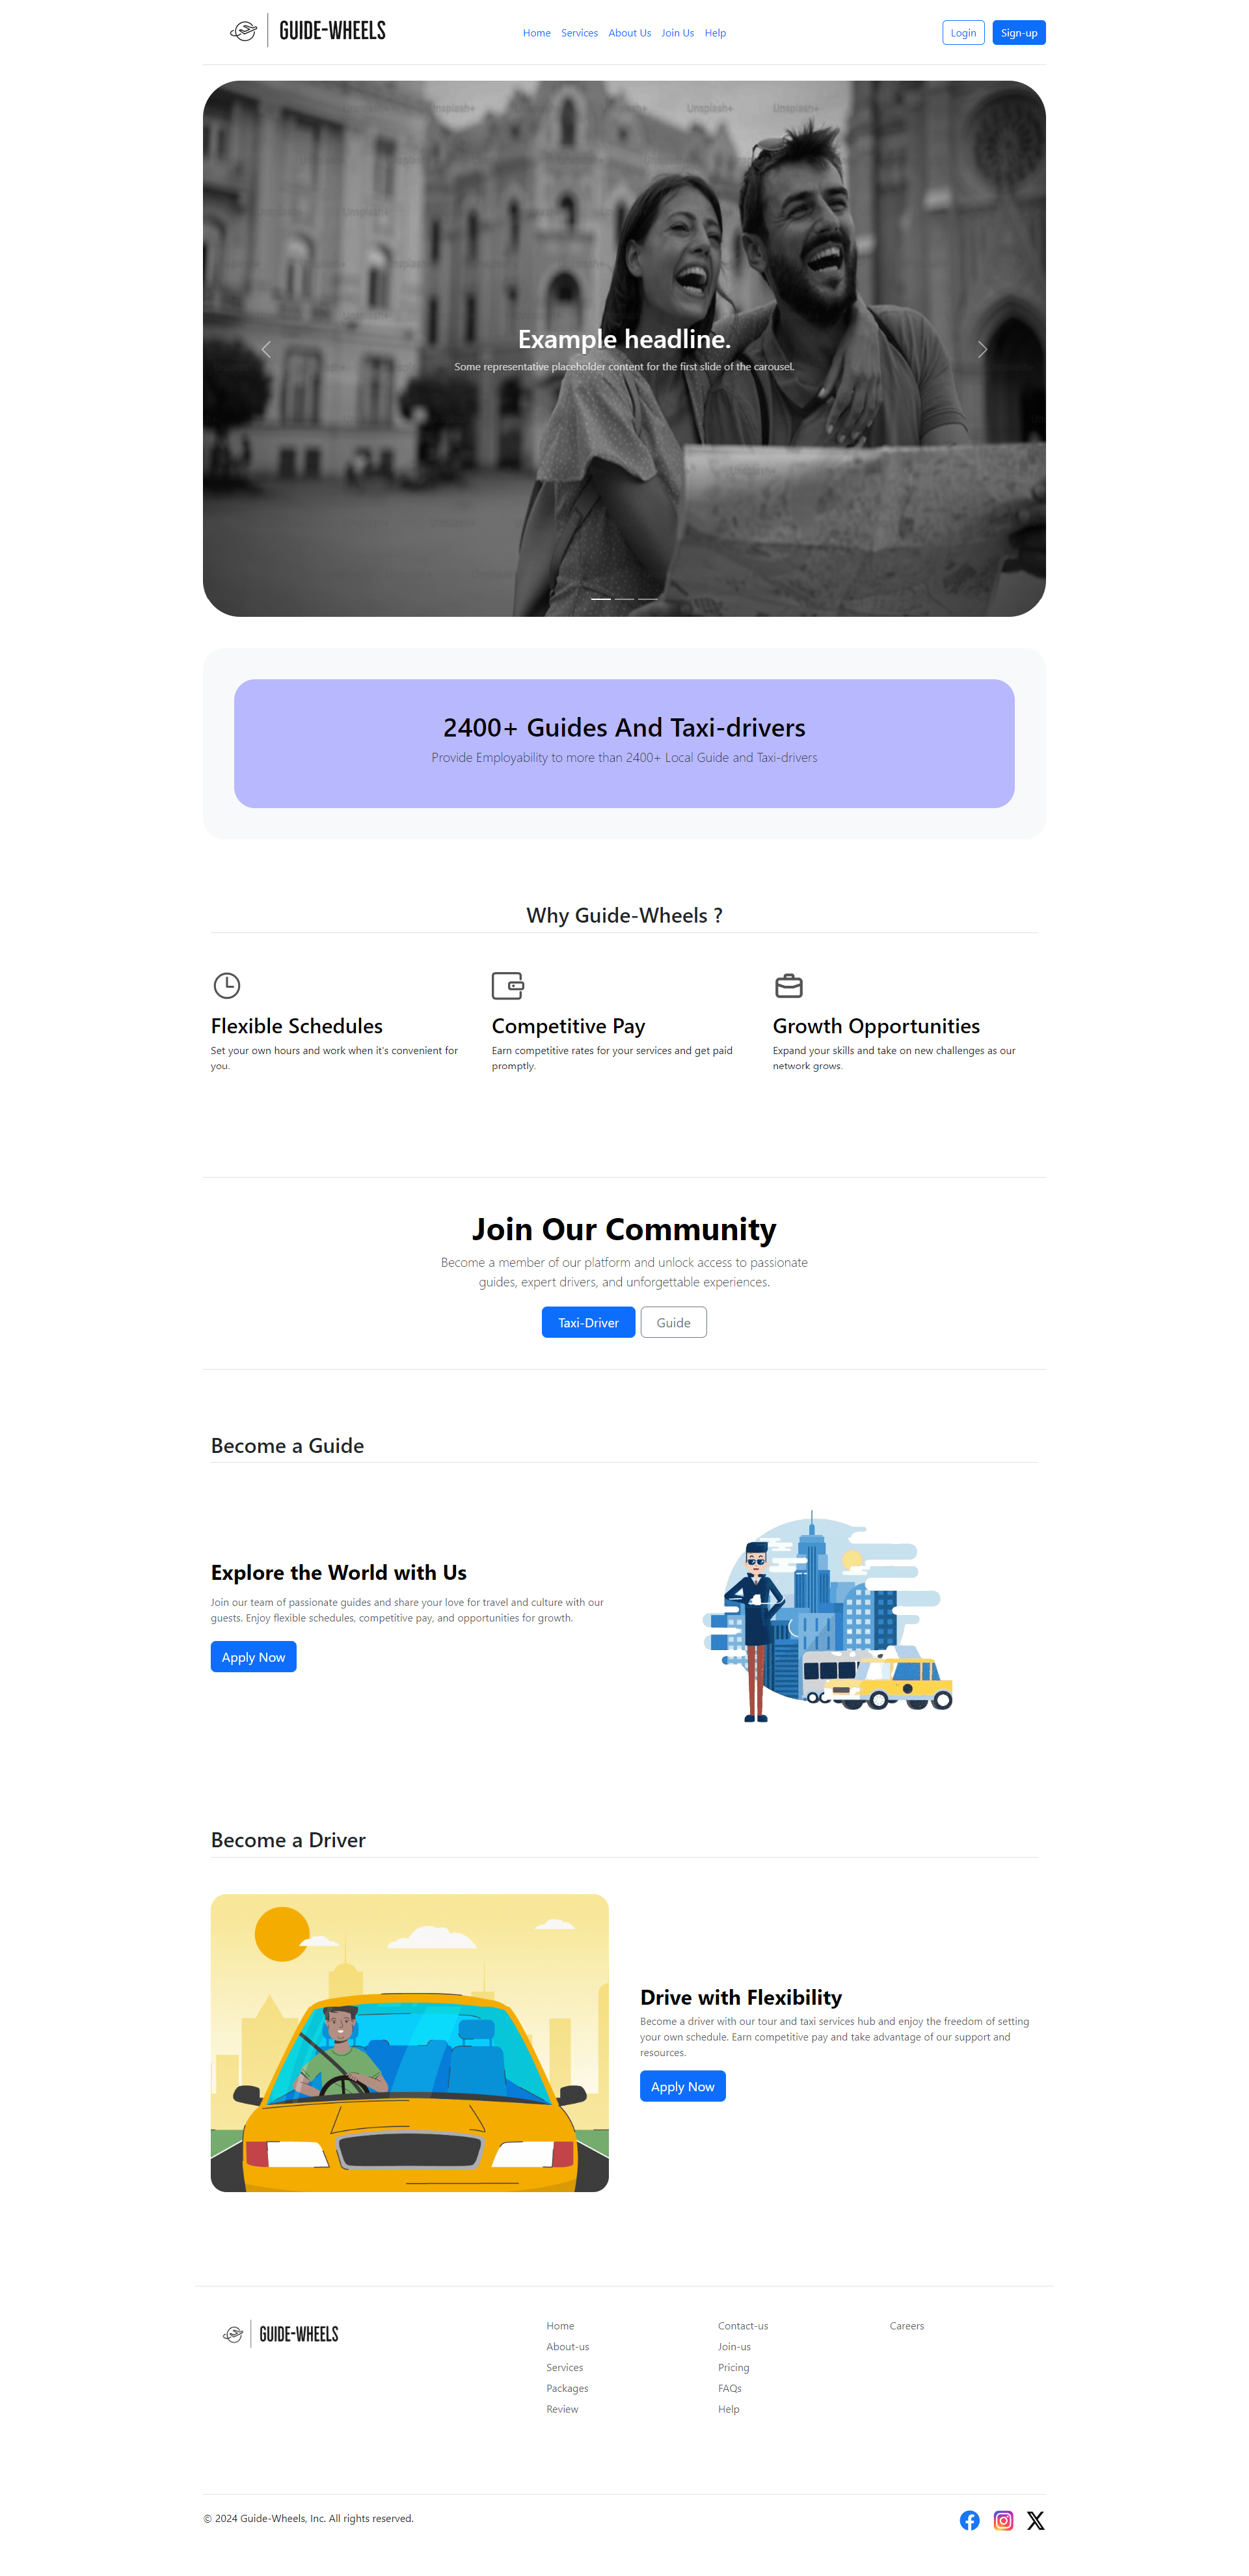 GUIDE-WHEELS
Home Services About Us Join Us Help
Login Sign-up
Unsplash+ Unsplash+
Example headline.
Some representative placeholder content for the first slide of the carousel.
2400+ Guides And Taxi-drivers
Provide Employability to more than 2400+ Local Guide and Taxi-drivers
Why Guide-Wheels ?
Flexible Schedules
Set your own hours and work when it's convenient for
you.
Competitive Pay
Earn competitive rates for your services and get paid
promptly.
Growth Opportunities
Expand your skills and take on new challenges as our
network grows.
Join Our Community
Become a member of our platform and unlock access to passionate
guides, expert drivers, and unforgettable experiences.
Taxi-Driver Guide
Become a Guide
Explore the World with Us
Join our team of passionate guides and share your love for travel and culture with our
guests. Enjoy flexible schedules, competitive pay, and opportunities for growth.
Apply Now
Become a Driver
Drive with Flexibility
Become a driver with our tour and taxi services hub and enjoy the freedom of setting
your own schedule. Earn competitive pay and take advantage of our support and
resources.
Apply Now
GUIDE-WHEELS
Home
About-us
Services
Packages
Review
Contact-us
Join-us
Pricing
FAQs
Help
Careers
© 2024 Guide-Wheels, Inc. All rights reserved.